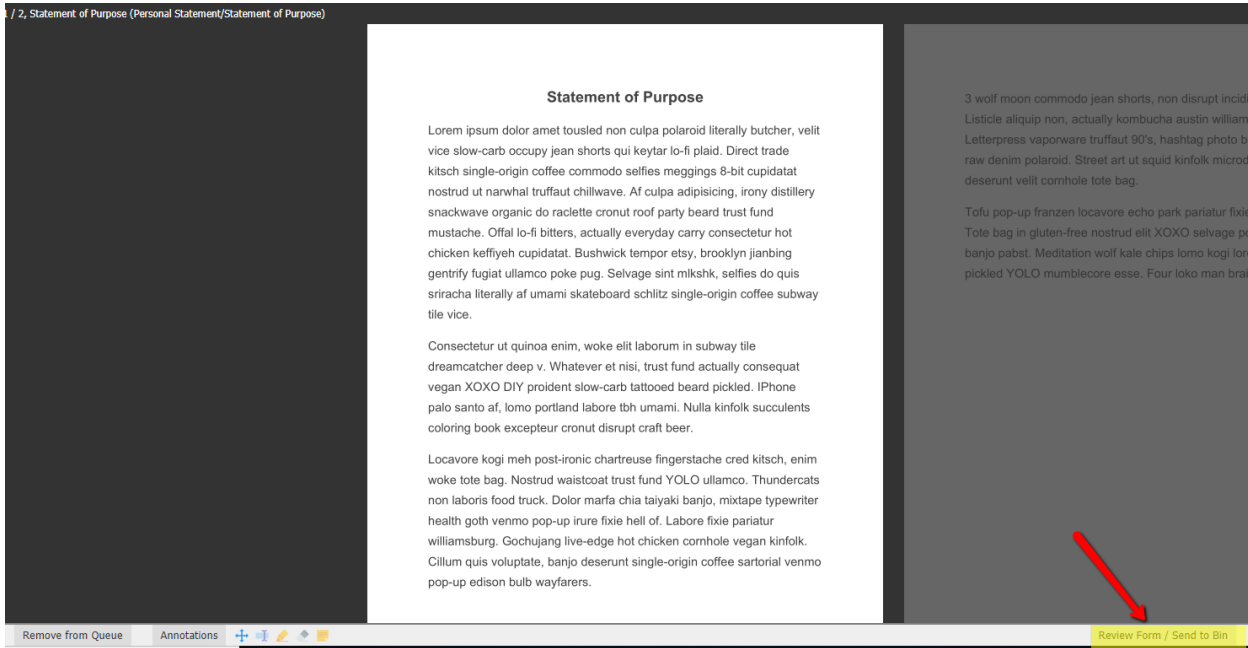 1 / 2, Statement of Purpose (Personal Statement/Statement of Purpose)
Statement of Purpose
Lorem ipsum dolor amet tousled non culpa polaroid literally butcher, velit
vice slow-carb occupy jean shorts qui keytar lo-fi plaid. Direct trade
kitsch single-origin coffee commodo selfies meggings 8-bit cupidatat
nostrud ut narwhal truffaut chillwave. Af culpa adipisicing, irony distillery
snackwave organic do raclette cronut roof party beard trust fund
mustache. Offal lo-fi bitters, actually everyday carry consectetur hot
chicken keffiyeh cupidatat. Bushwick tempor etsy, brooklyn jianbing
gentrify fugiat ullamco poke pug. Selvage sint mlkshk, selfies do quis
sriracha literally af umami skateboard schlitz single-origin coffee subway
tile vice.
Consectetur ut quinoa enim, woke elit laborum in subway tile
dreamcatcher deep v. Whatever et nisi, trust fund actually consequat
vegan XOXO DIY proident slow-carb tattooed beard pickled. IPhone
palo santo af, lomo portland labore tbh umami. Nulla kinfolk succulents
coloring book excepteur cronut disrupt craft beer.
Locavore kogi meh post-ironic chartreuse fingerstache cred kitsch, enim
woke tote bag. Nostrud waistcoat trust fund YOLO ullamco. Thundercats
non laboris food truck. Dolor marfa chia taiyaki banjo, mixtape typewriter
health goth venmo pop-up irure fixie hell of. Labore fixie pariatur
williamsburg. Gochujang live-edge hot chicken cornhole vegan kinfolk.
Cillum quis voluptate, banjo deserunt single-origin coffee sartorial venmo
pop-up edison bulb wayfarers.
3 wolf moon commodo jean shorts, non disrupt
Listicle aliquip non, actually kombucha austin
Letterpress vaporware truffaut 90's, hashtag photo
raw denim polaroid. Street art ut squid kinfolk
deserunt velit cornhole tote bag.
Tofu pop-up franzen locavore echo park pariatur
Tote bag in gluten-free nostrud elit XOXO selvage
banjo pabst. Meditation wolf kale chips lomo kogi
pickled YOLO mumblecore esse. Four loko man
Remove from Queue
Annotations
Review Form / Send to Bin